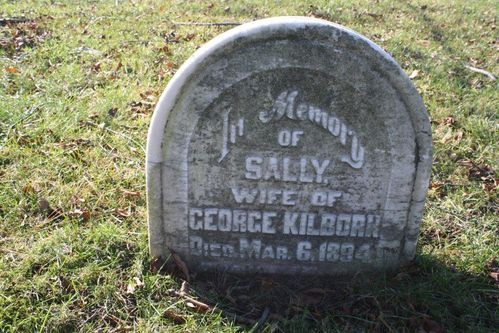 In Memory
OF
SALLY,
WIFE OF
GEORGE KILBORN
DIED MAR. 6, 1894